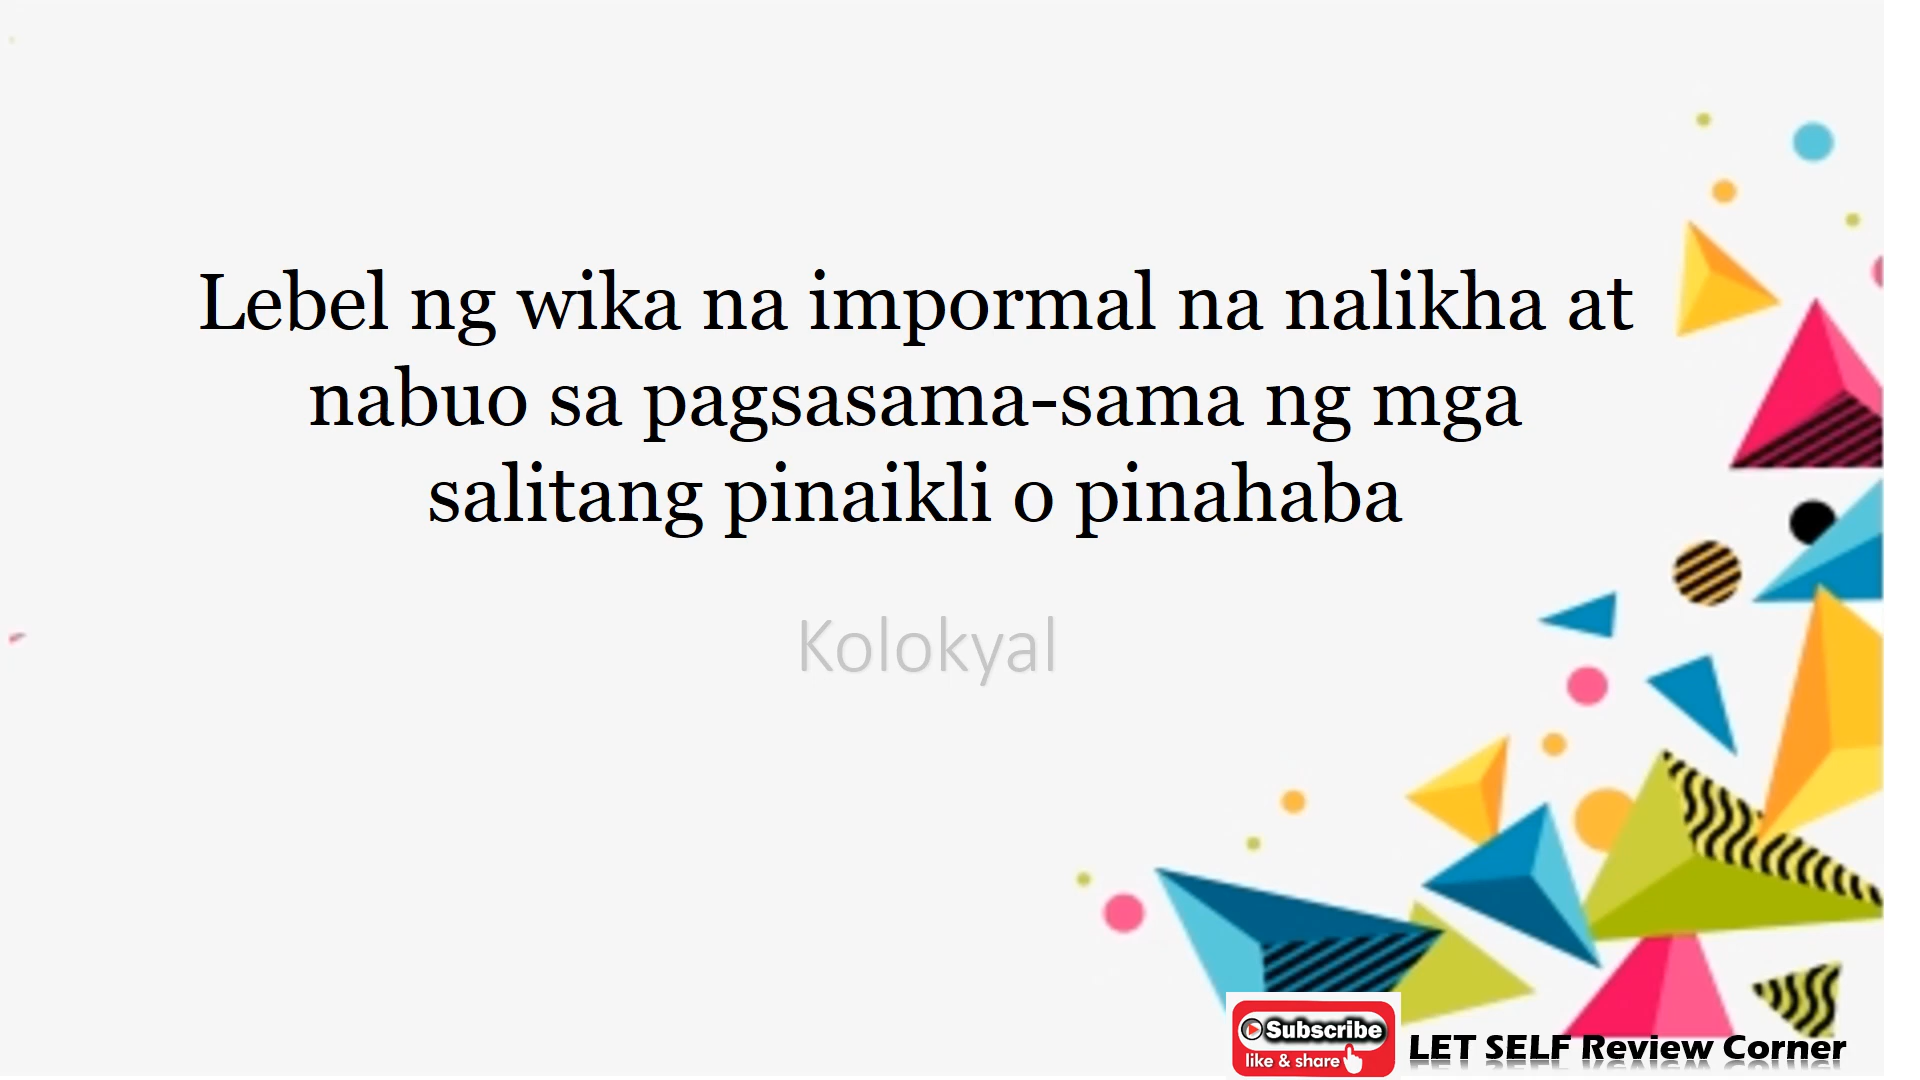 Lebel ng wika na impormal na nalikha at
nabuo sa pagsasama-sama ng mga
salitang pinaikli o pinahaba
Kolokyal
Subscribe
like & share
LET SELF Review Corner